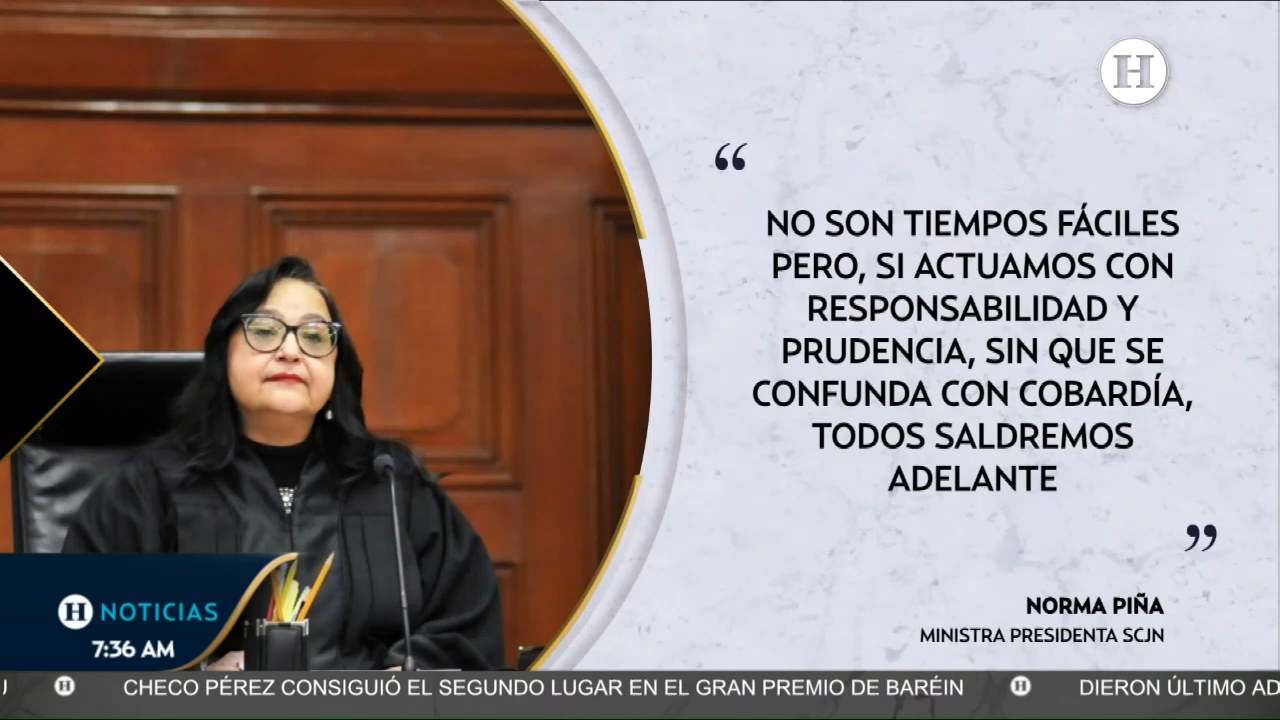 H
“
NO SON TIEMPOS FÁCILES
PERO, SI ACTUAMOS CON
RESPONSABILIDAD Y
PRUDENCIA, SIN QUE SE
CONFUNDA CON COBARDÍA,
TODOS SALDREMOS
ADELANTE
”
NORMA PIÑA
MINISTRA PRESIDENTA SCJN
H NOTICIAS
7:36 AM
H CHECO PÉREZ CONSIGUIÓ EL SEGUNDO LUGAR EN EL GRAN PREMIO DE BARÉIN H DIERON ÚLTIMO